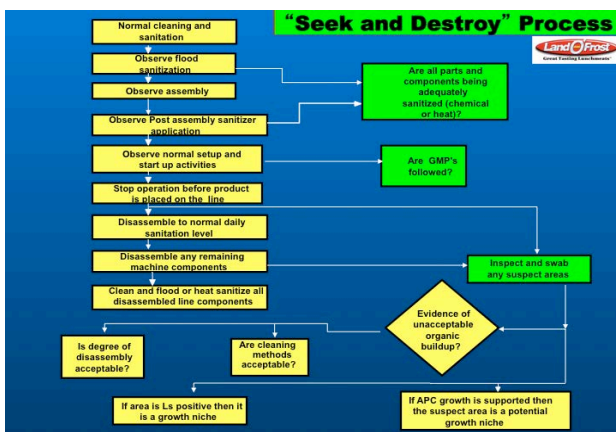 “Seek and Destroy” Process
Land O Frost
Great Tasting Lunchmeats
Normal cleaning and
sanitation
Observe flood
sanitization
Observe assembly
Observe Post assembly sanitizer
application
Observe normal setup and
start up activities
Stop operation before product
is placed on the line
Disassemble to normal daily
sanitation level
Disassemble any remaining
machine components
Clean and flood or heat sanitize all
disassembled line components
Are all parts and
components being
adequately
sanitized (chemical
or heat)?
Are GMP's
followed?
Inspect and swab
any suspect areas
Evidence of
unacceptable
organic
buildup?
Is degree of
disassembly
acceptable?
Are cleaning
methods
acceptable?
If area is Ls positive then it
is a growth niche
If APC growth is supported then
the suspect area is a potential
growth niche